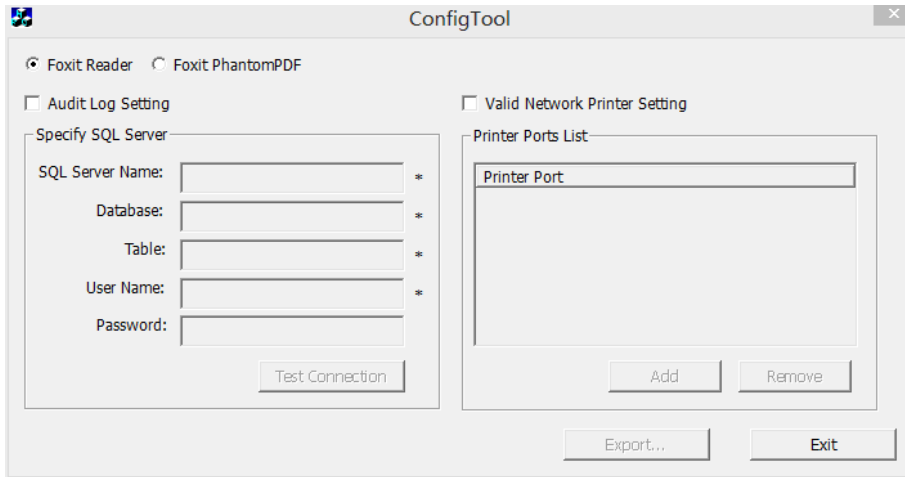 ConfigTool
Foxit Reader Foxit PhantomPDF
Audit Log Setting
Valid Network Printer Setting
Specify SQL Server
SQL Server Name: *
Database: *
Table: *
User Name: *
Password:
Test Connection
Printer Ports List
Printer Port
Add Remove
Export... Exit